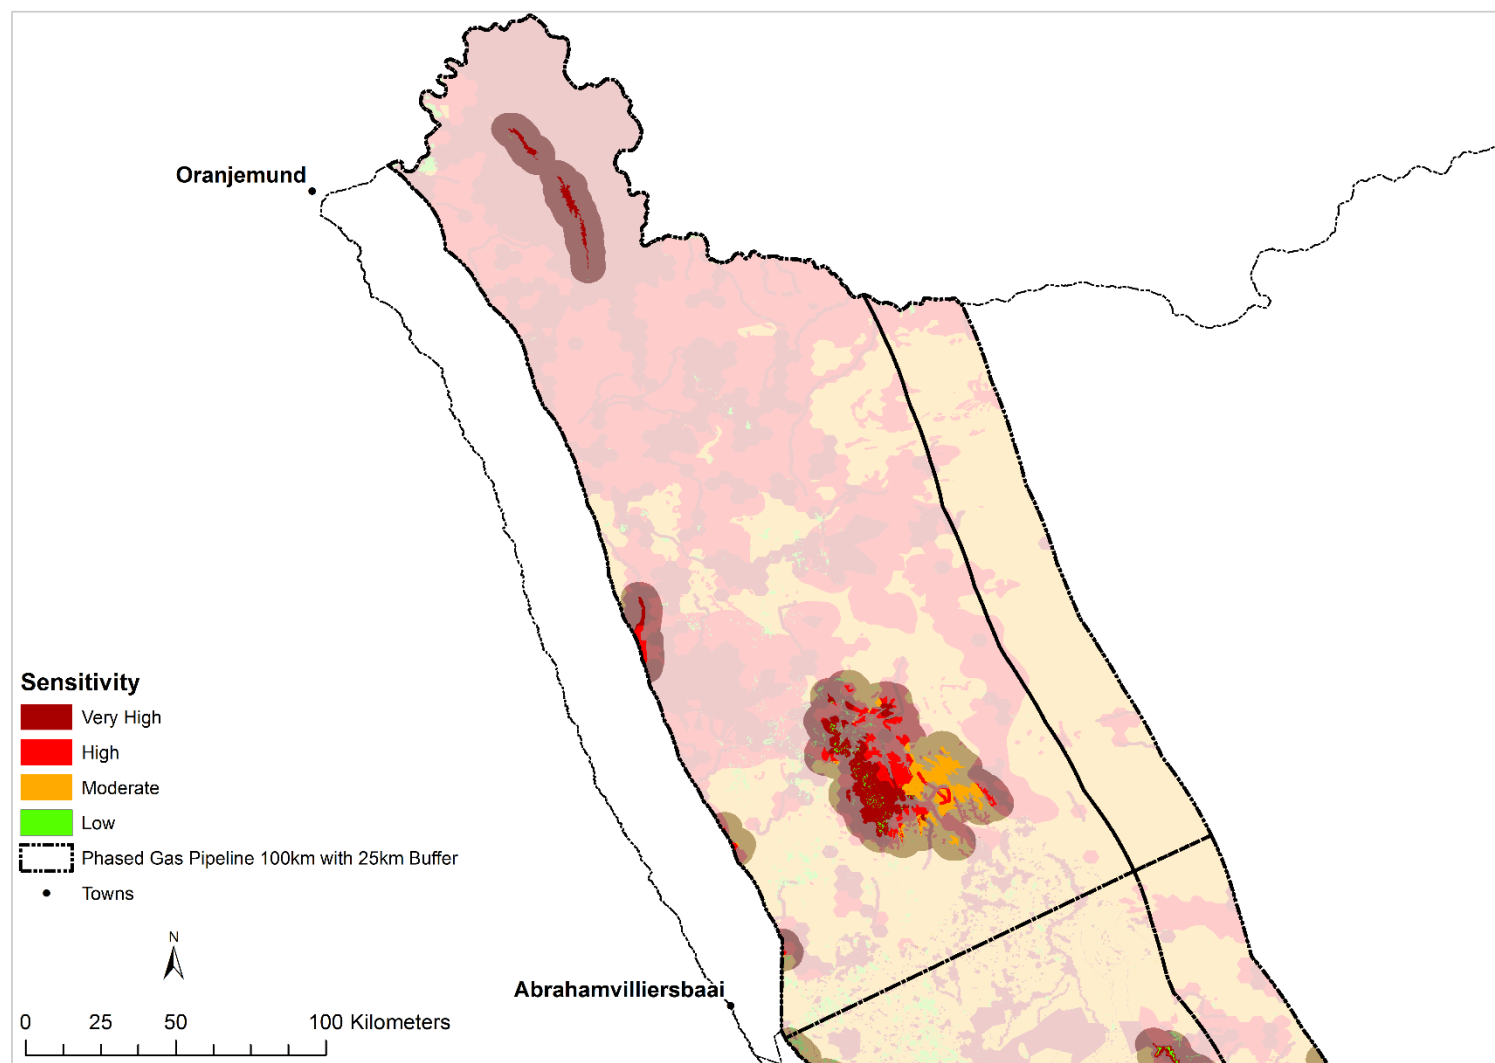 Oranjemund
Sensitivity
Very High
High
Moderate
Low
Phased Gas Pipeline 100km with 25km Buffer
Towns
N
Abrahamvilliersbaai
0 25 50 100 Kilometers